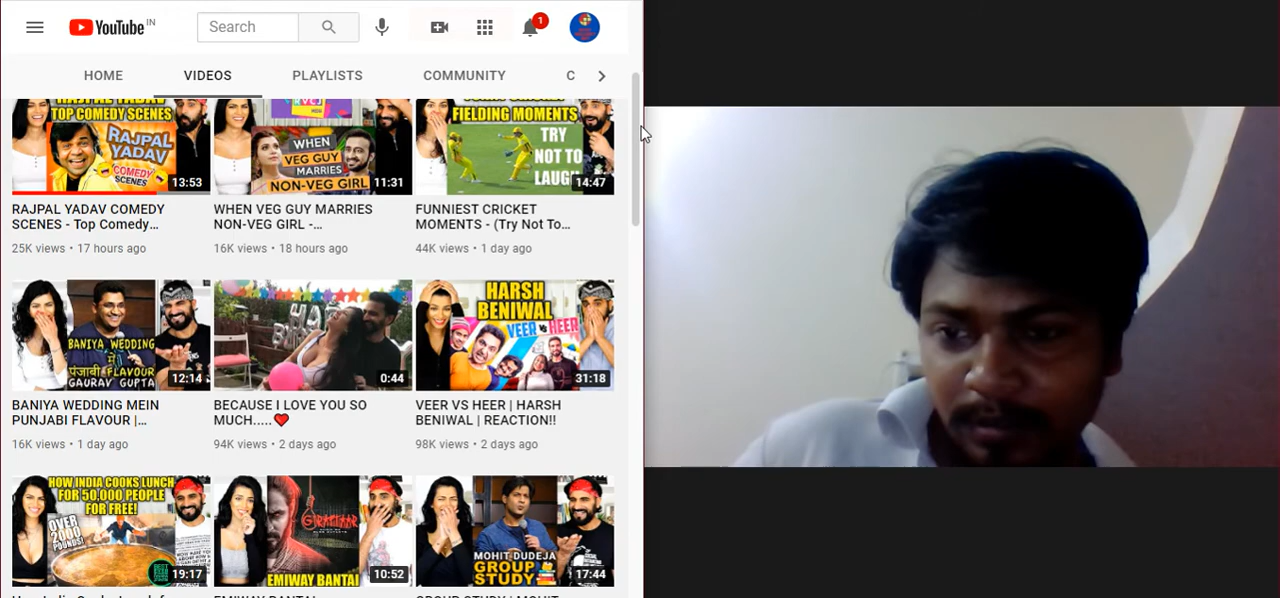 YouTube IN
Search
1
HOME
VIDEOS
PLAYLISTS
COMMUNITY
C
RAJPAL YADAV
TOP COMEDY SCENES
RAJPAL
YADAV
COMEDY
SCENES
13:53
RVCJ
WHEN
VEG GUY
MARRIES
NON-VEG GIRL
11:31
FIELDING MOMENTS
TRY
NOT TO
LAUGH
14:47
RAJPAL YADAV COMEDY
SCENES - Top Comedy...
25K views • 17 hours ago
WHEN VEG GUY MARRIES
NON-VEG GIRL -...
16K views • 18 hours ago
FUNNIEST CRICKET
MOMENTS - (Try Not To...
44K views • 1 day ago
BANIYA WEDDING
में
पंजाबी FLAVOUR
GAURAV GUPTA
12:14
0:44
HARSH
BENIWAL
VEER VS HEER
31:18
BANIYA WEDDING MEIN
PUNJABI FLAVOUR |...
16K views • 1 day ago
BECAUSE I LOVE YOU SO
MUCH.....❤️
94K views • 2 days ago
VEER VS HEER | HARSH
BENIWAL | REACTION!!
98K views • 2 days ago
HOW INDIA COOKS LUNCH
FOR 50,000 PEOPLE
FOR FREE!
OVER
2000
POUNDS!
19:17
EMIWAY BANTAI
10:52
MOHIT DUDEJA
GROUP
STUDY
17:44